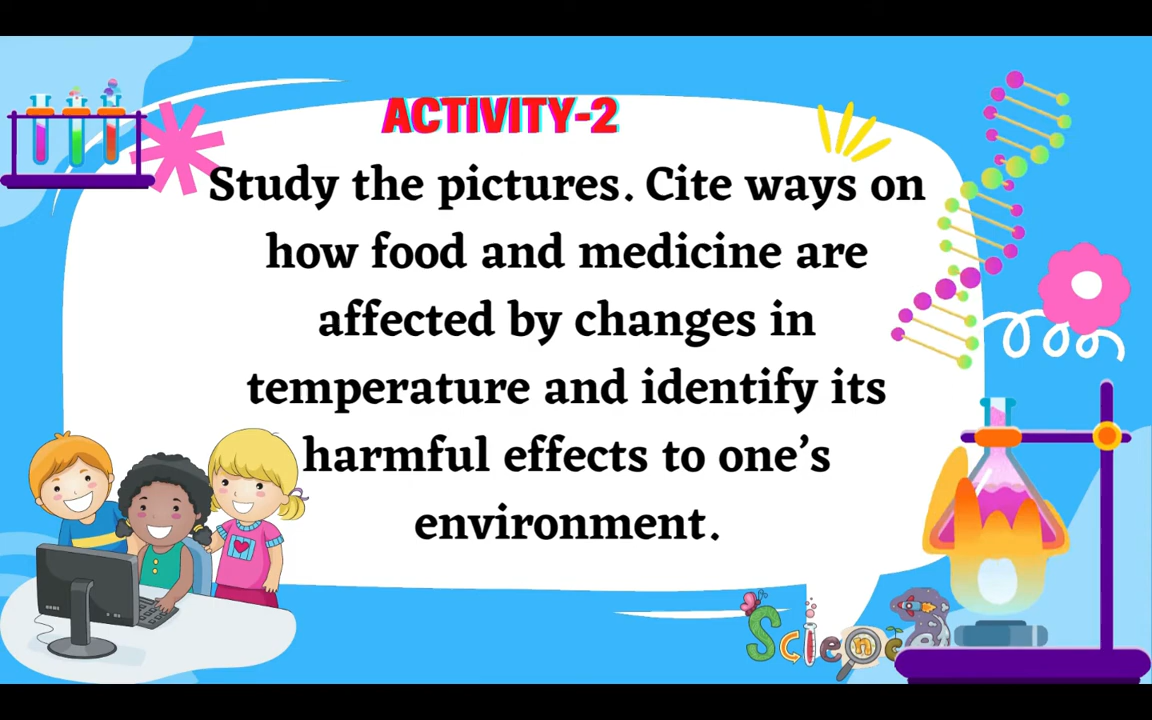 ACTIVITY-2
Study the pictures. Cite ways on
how food and medicine are
affected by changes in
temperature and identify its
harmful effects to one's
environment.
Science